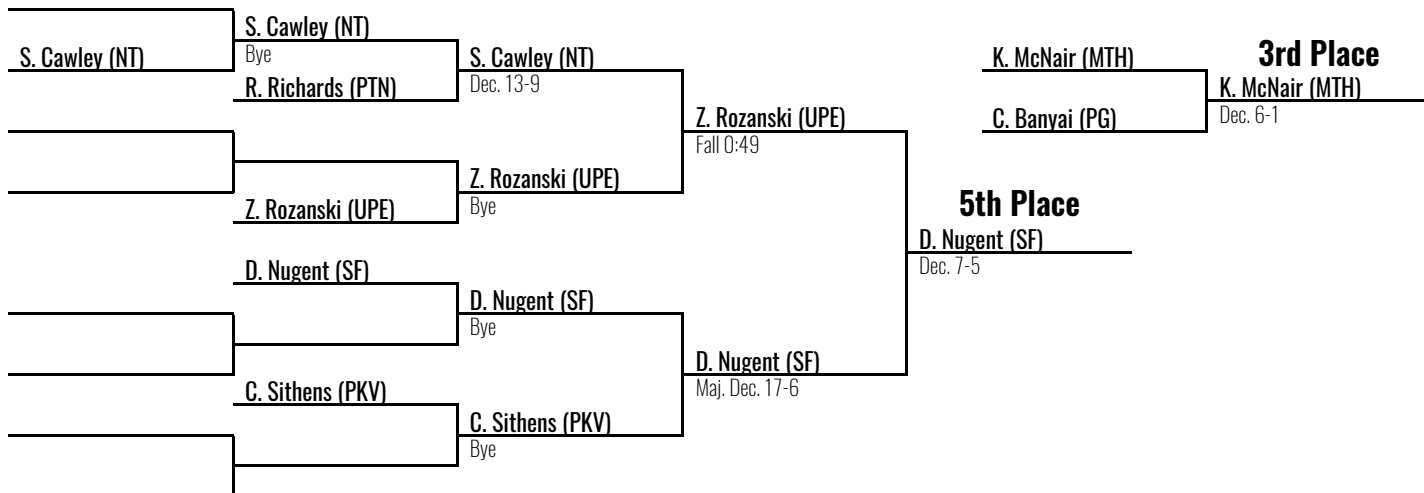 S. Cawley (NT)
S. Cawley (NT)
Bye
R. Richards (PTN)
Z. Rozanski (UPE)
D. Nugent (SF)
C. Sithens (PKV)
S. Cawley (NT)
Dec. 13-9
Z. Rozanski (UPE)
Bye
D. Nugent (SF)
Bye
C. Sithens (PKV)
Bye
Z. Rozanski (UPE)
Fall 0:49
D. Nugent (SF)
Maj. Dec. 17-6
5th Place
D. Nugent (SF)
Dec. 7-5
K. McNair (MTH)
C. Banyai (PG)
3rd Place
K. McNair (MTH)
Dec. 6-1